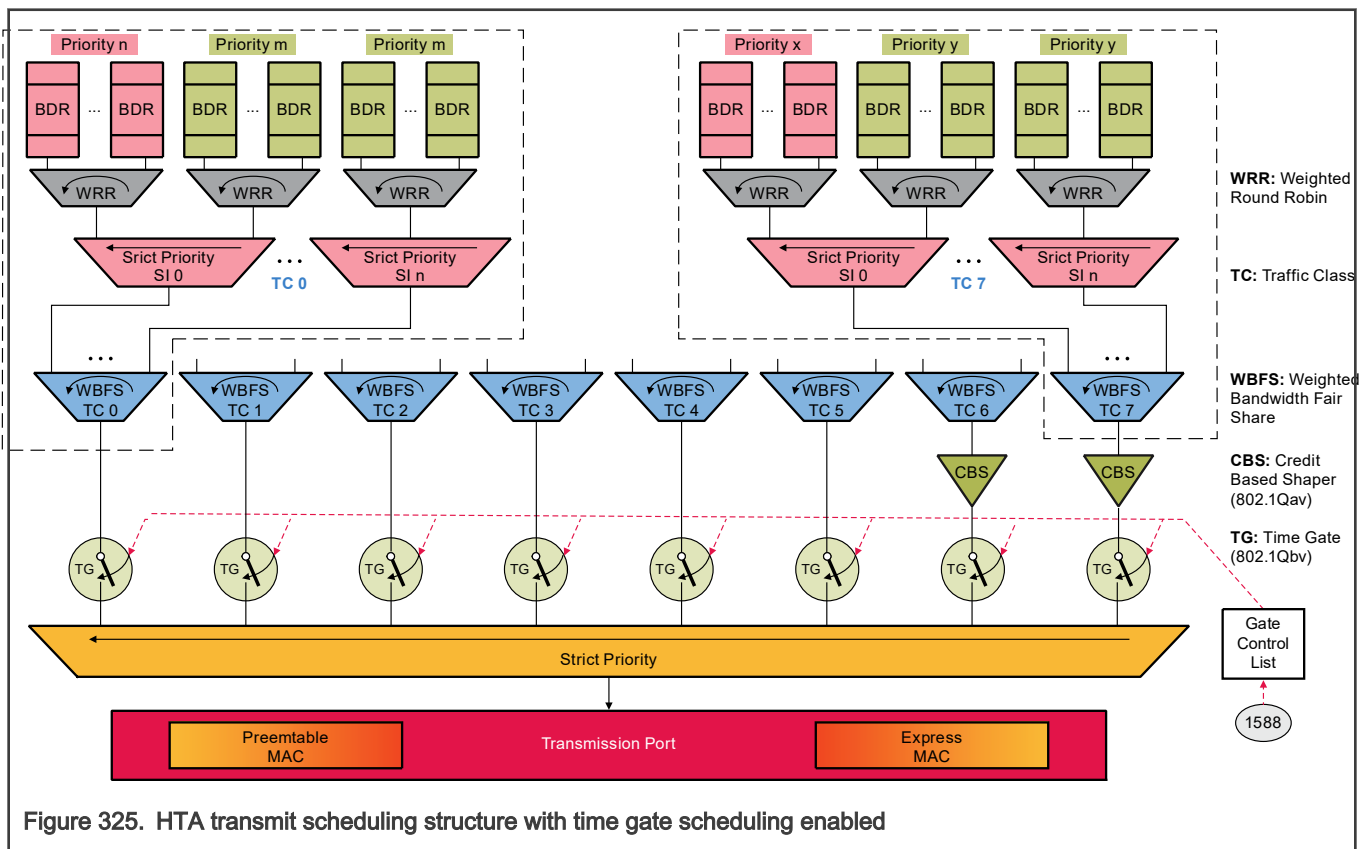 Priority n
Priority m
Priority m
Priority x
Priority y
Priority y
BDR ... BDR
BDR ... BDR
BDR ... BDR
BDR ... BDR
BDR ... BDR
BDR ... BDR
WRR
WRR
WRR
WRR
WRR
WRR
WRR: Weighted
Round Robin
Srict Priority
SI 0
...
TC 0
Srict Priority
SI n
Srict Priority
SI 0
...
TC 7
Srict Priority
SI n
TC: Traffic Class
...
...
WBFS
TC 0
WBFS
TC 1
WBFS
TC 2
WBFS
TC 3
WBFS
TC 4
WBFS
TC 5
WBFS
TC 6
WBFS
TC 7
WBFS: Weighted
Bandwidth Fair
Share
CBS
CBS
CBS: Credit
Based Shaper
(802.1Qav)
TG: Time Gate
(802.1Qbv)
TG
TG
TG
TG
TG
TG
TG
TG
Strict Priority
Gate
Control
List
1588
Preemtable
MAC
Transmission Port
Express
MAC
Figure 325. HTA transmit scheduling structure with time gate scheduling enabled